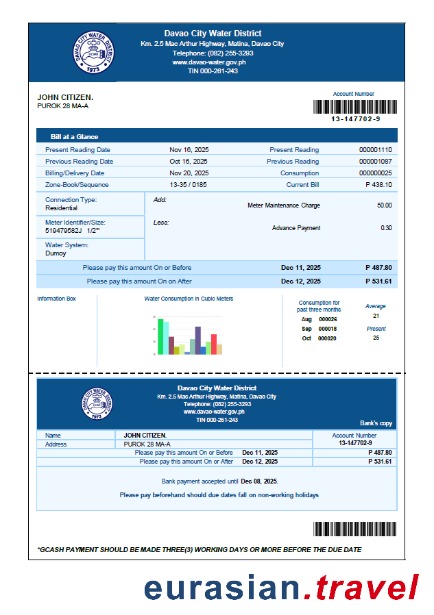 Davao City Water District
Km. 2.5 Mac Arthur Highway, Matina, Davao City
Telephone: (082) 255-3293
www.davao-water.gov.ph
TIN 000-261-243
JOHN CITIZEN.
PUROK 28 MA-A
Account Number
13-147702-9
Bill at a Glance
Present Reading Date Nov 16, 2025 Present Reading 000001110
Previous Reading Date Oct 16, 2025 Previous Reading 000001087
Billing/Delivery Date Nov 20, 2025 Consumption 000000025
Zone-Book/Sequence 13-35 / 0185 Current Bill P 438.10
Connection Type:
Residential
Add:
Meter Maintenance Charge 50.00
Meter Identifier/Size:
519479582J 1/2"
Less:
Advance Payment 0.30
Water System:
Dumoy
Please pay this amount On or Before Dec 11, 2025 P 487.80
Please pay this amount On on After Dec 12, 2025 P 531.61
Information Box
Water Consumption in Cubic Meters
Consumption for
past three months
Aug 000026
Sep 000018
Oct 000020
Average
21
Present
25
Davao City Water District
Km. 2.5 Mac Arthur Highway, Matina, Davao City
Telephone: (082) 255-3293
www.davao-water.gov.ph
TIN 000-261-243
Bank's copy
Name JOHN CITIZEN.
Address PUROK 28 MA-A
Account Number
13-147702-9
Please pay this amount On or Before Dec 11, 2025 P 487.80
Please pay this amount On or After Dec 12, 2025 P 531.61
Bank payment accepted until Dec 08, 2025.
Please pay beforehand should due dates fall on non-working holidays
*GCASH PAYMENT SHOULD BE MADE THREE(3) WORKING DAYS OR MORE BEFORE THE DUE DATE
eurasian.travel